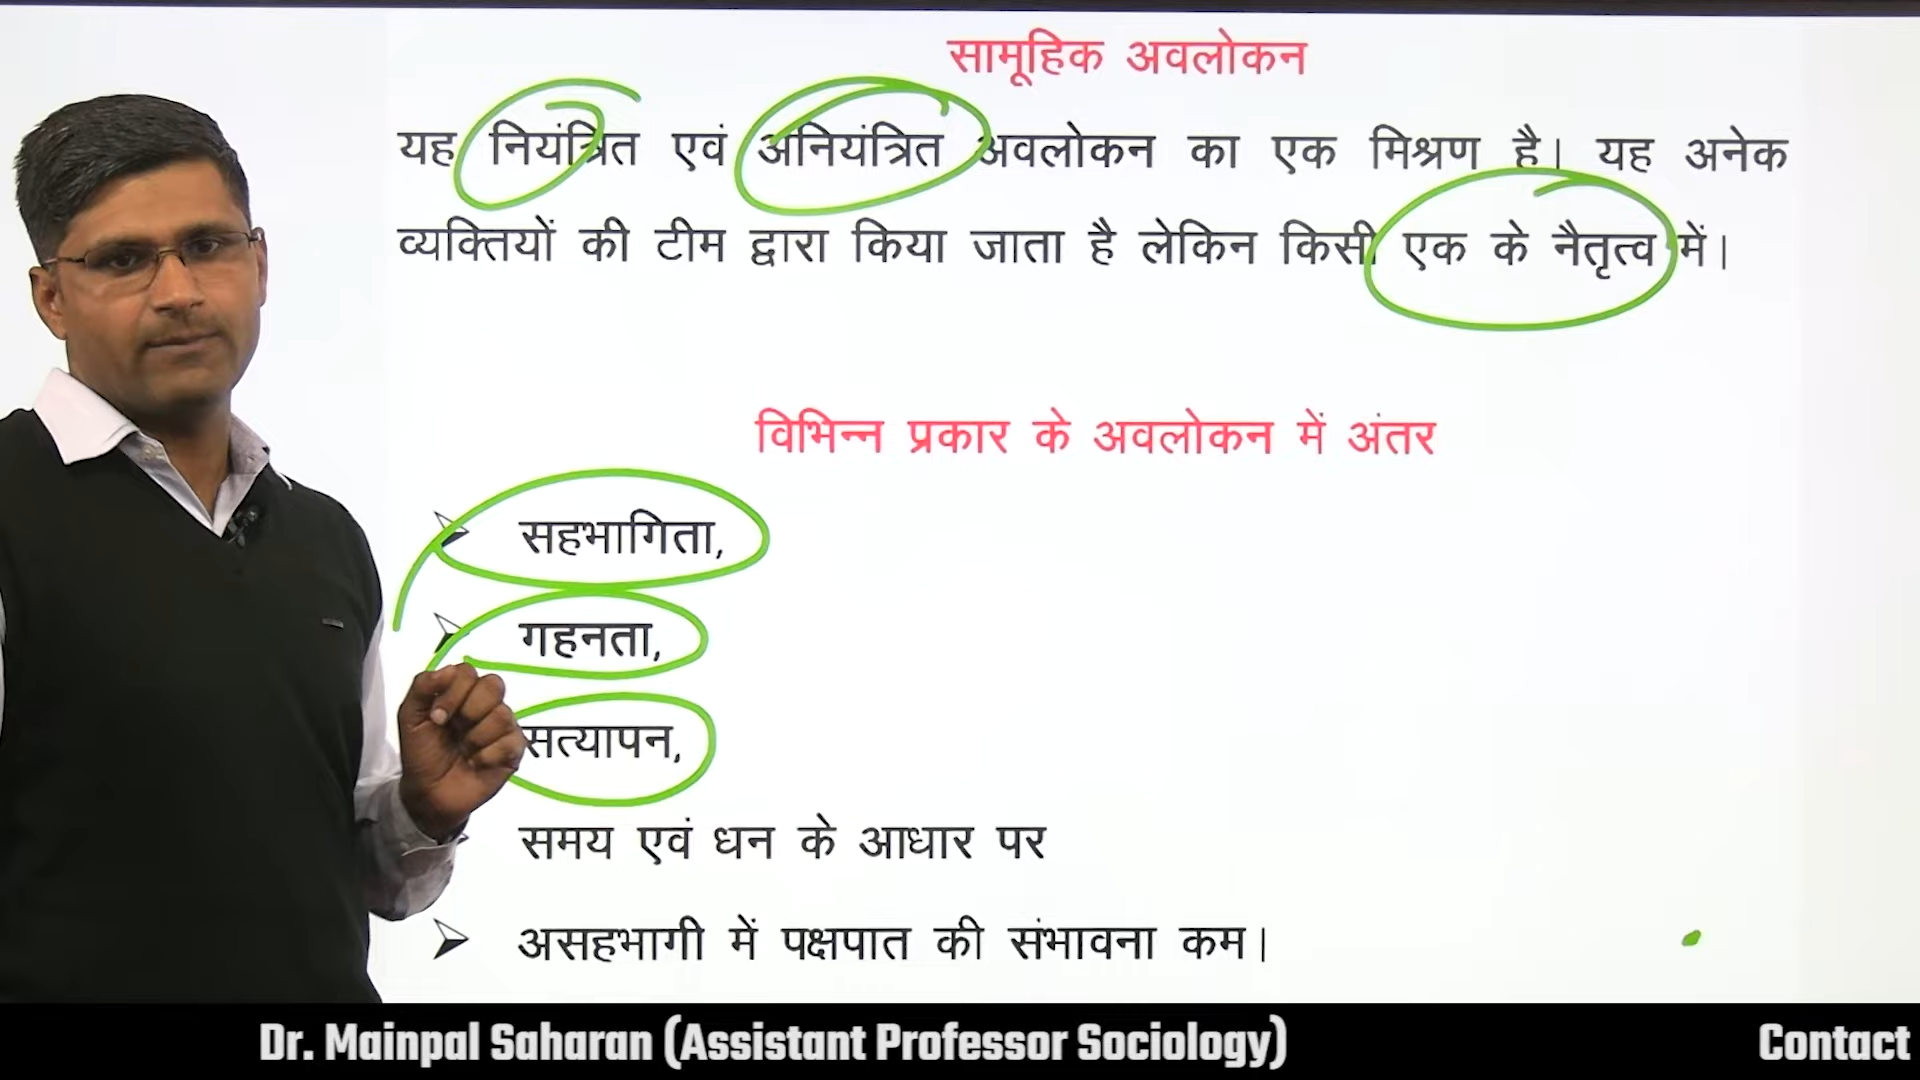 सामूहिक अवलोकन
यह नियंत्रित एवं अनियंत्रित अवलोकन का एक मिश्रण है। यह अनेक
व्यक्तियों की टीम द्वारा किया जाता है लेकिन किसी एक के नैतृत्व में।
विभिन्न प्रकार के अवलोकन में अंतर
सहभागिता,
गहनता,
सत्यापन,
समय एवं धन के आधार पर
असहभागी में पक्षपात की संभावना कम।
Dr. Mainpal Saharan (Assistant Professor Sociology) Contact